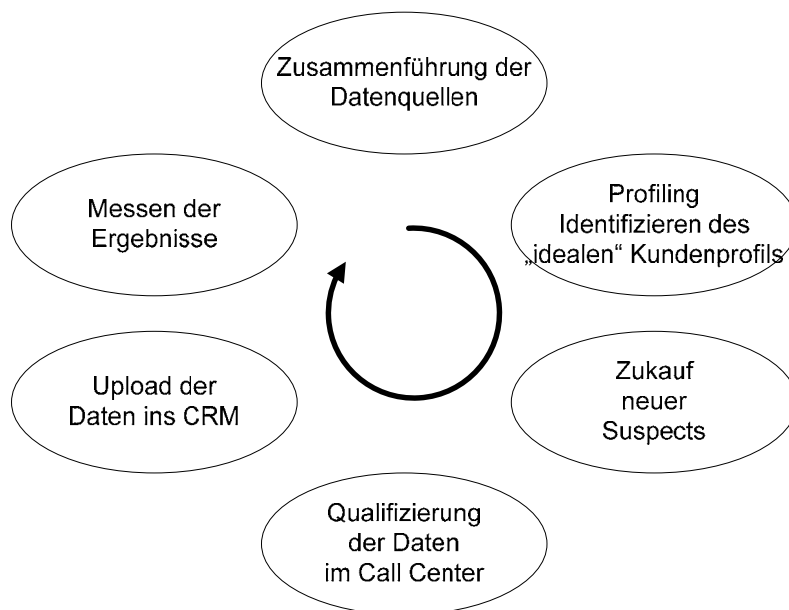 Zusammenführung der
Datenquellen
Profiling
Identifizieren des
„idealen“ Kundenprofils
Zukauf
neuer
Suspects
Qualifizierung
der Daten
im Call Center
Upload der
Daten ins CRM
Messen der
Ergebnisse